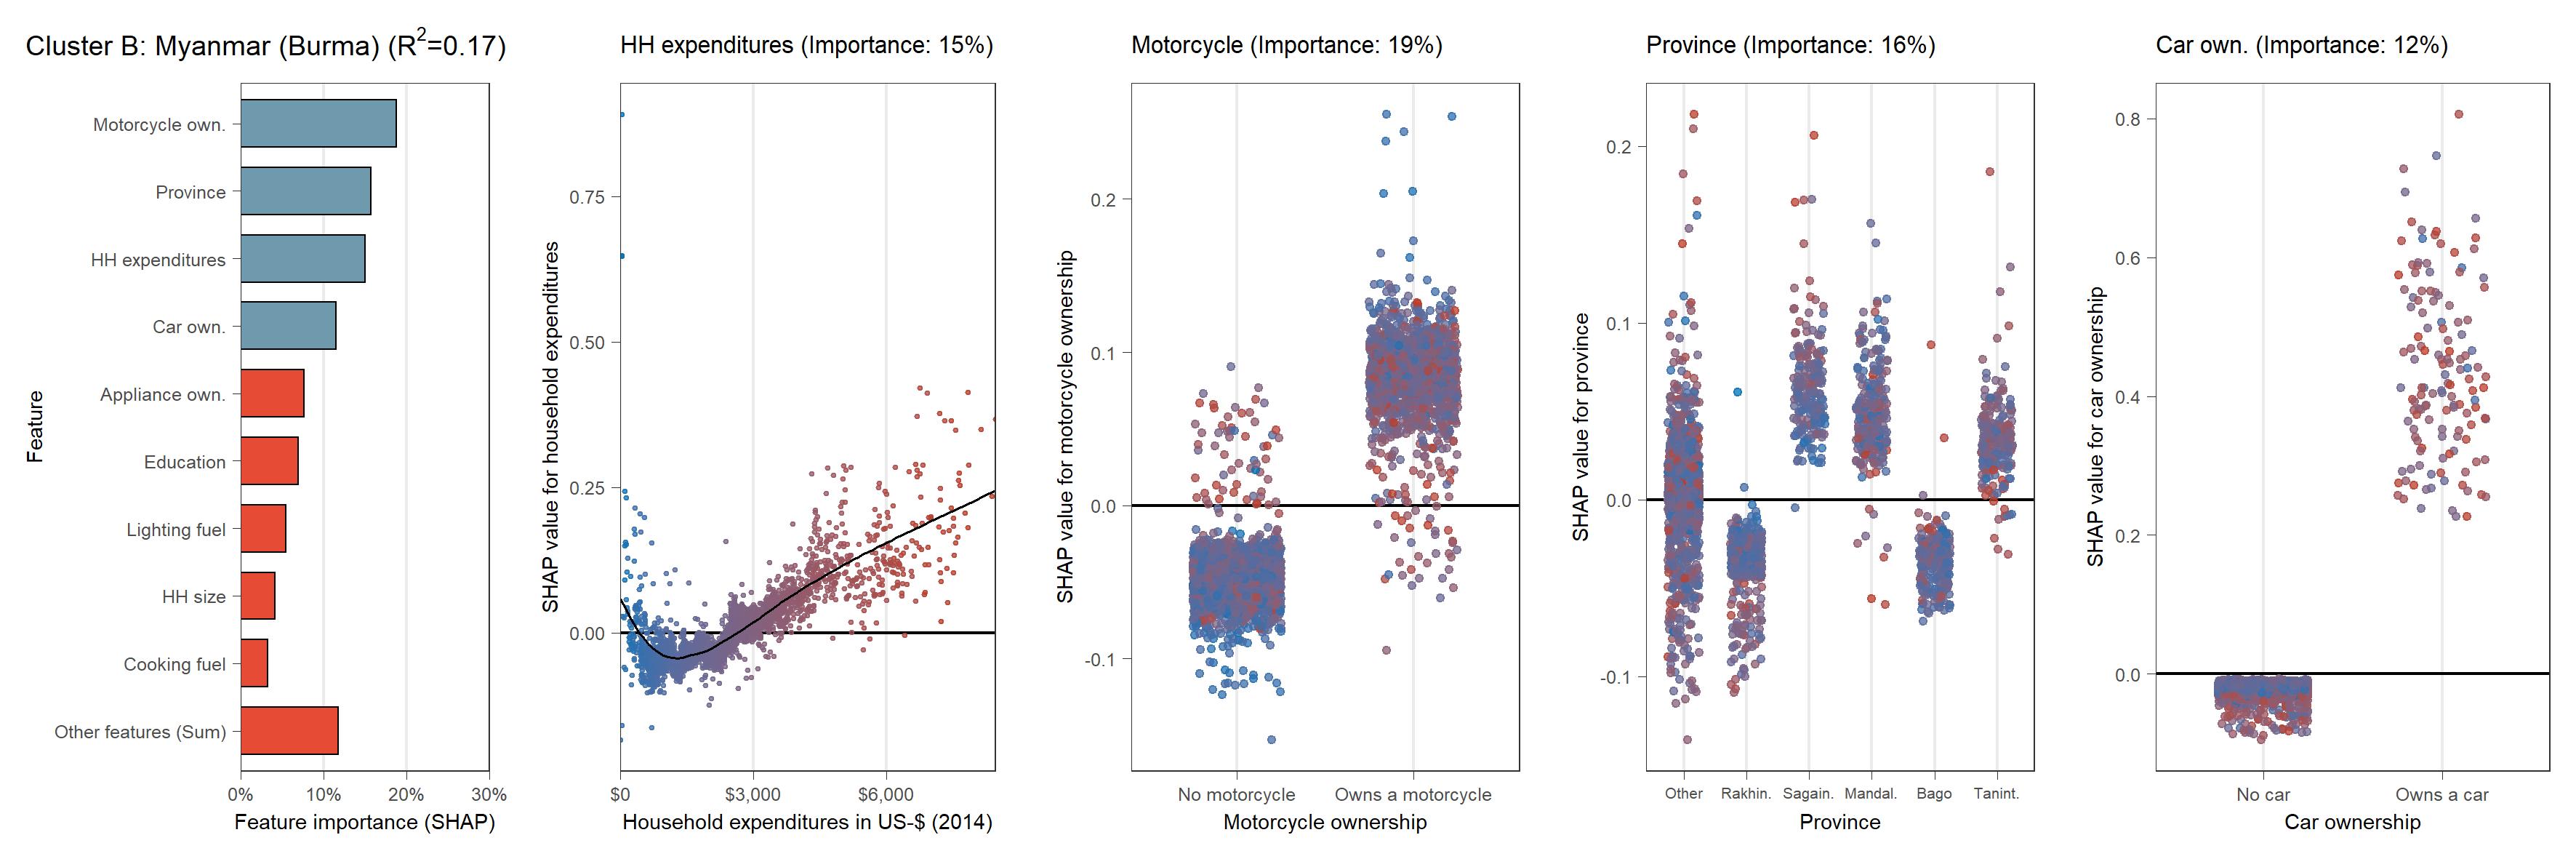 Cluster B: Myanmar (Burma) (R²=0.17)
Feature
Motorcycle own.
Province
HH expenditures
Car own.
Appliance own.
Education
Lighting fuel
HH size
Cooking fuel
Other features (Sum)
0% 10% 20% 30%
Feature importance (SHAP)
HH expenditures (Importance: 15%)
SHAP value for household expenditures
0.75
0.50
0.25
0.00
$0 $3,000 $6,000
Household expenditures in US-$ (2014)
Motorcycle (Importance: 19%)
SHAP value for motorcycle ownership
0.2
0.1
0.0
-0.1
No motorcycle Owns a motorcycle
Motorcycle ownership
Province (Importance: 16%)
SHAP value for province
0.2
0.1
0.0
-0.1
Other Rakhin. Sagain. Mandal. Bago Tanint.
Province
Car own. (Importance: 12%)
SHAP value for car ownership
0.8
0.6
0.4
0.2
0.0
No car Owns a car
Car ownership